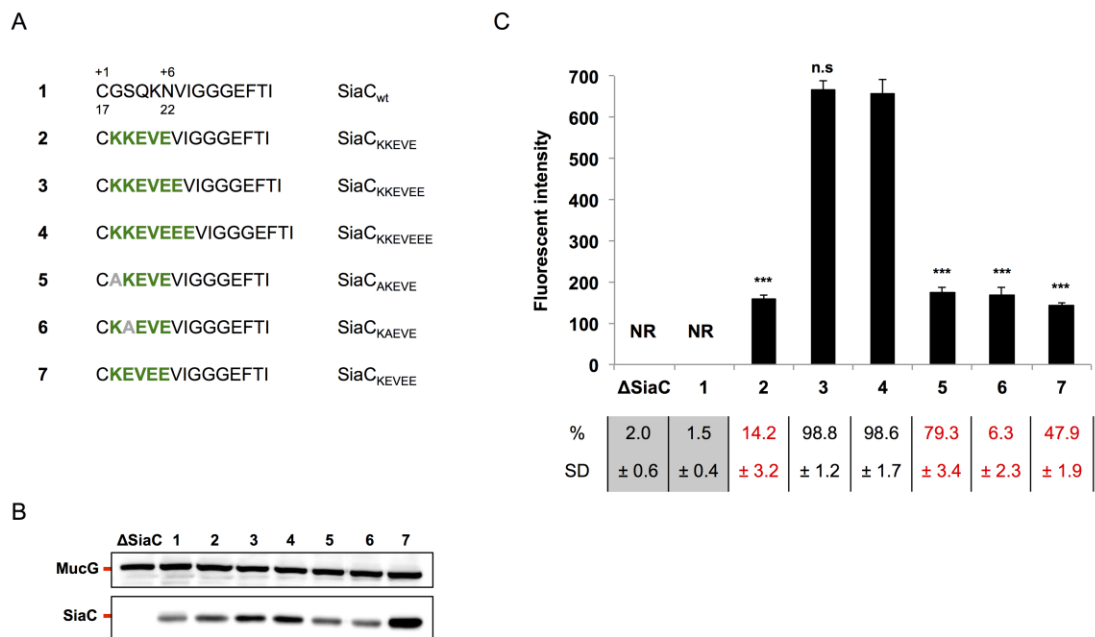 A
+1 +6
1 CGSQKNVIGGGEFTI SiaCwt
17 22
2 CKKEVEVIGGGEFTI SiaCKKEVE
3 CKKEVEEVIGGGEFTI SiaCKKEVEE
4 CKKEVEEEVIGGGEFTI SiaCKKEVEEE
5 CAKEVEVIGGGEFTI SiaCAKEVE
6 CKAEVEVIGGGEFTI SiaCKAEVE
7 CKEVEEVIGGGEFTI SiaCKEVEE
B
ΔSiaC 1 2 3 4 5 6 7
MucG
SiaC
C
Fluorescent intensity
700
600
500
400
300
200
100
0
NR NR *** n.s *** *** ***
ΔSiaC 1 2 3 4 5 6 7
% 2.0 1.5 14.2 98.8 98.6 79.3 6.3 47.9
SD ± 0.6 ± 0.4 ± 3.2 ± 1.2 ± 1.7 ± 3.4 ± 2.3 ± 1.9